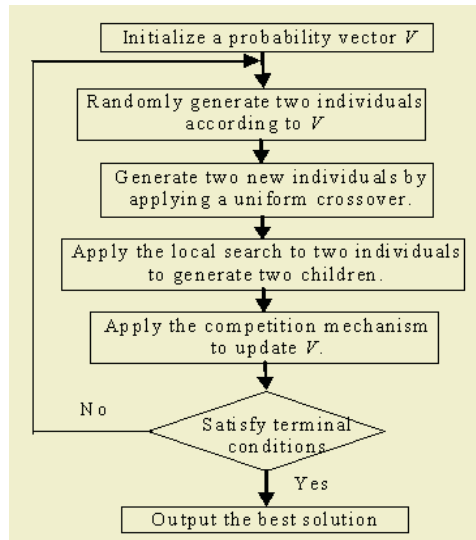 Initialize a probability vector V
Randomly generate two individuals
according to V
Generate two new individuals by
applying a uniform crossover.
Apply the local search to two individuals
to generate two children.
Apply the competition mechanism
to update V.
No
Satisfy terminal
conditions
Yes
Output the best solution